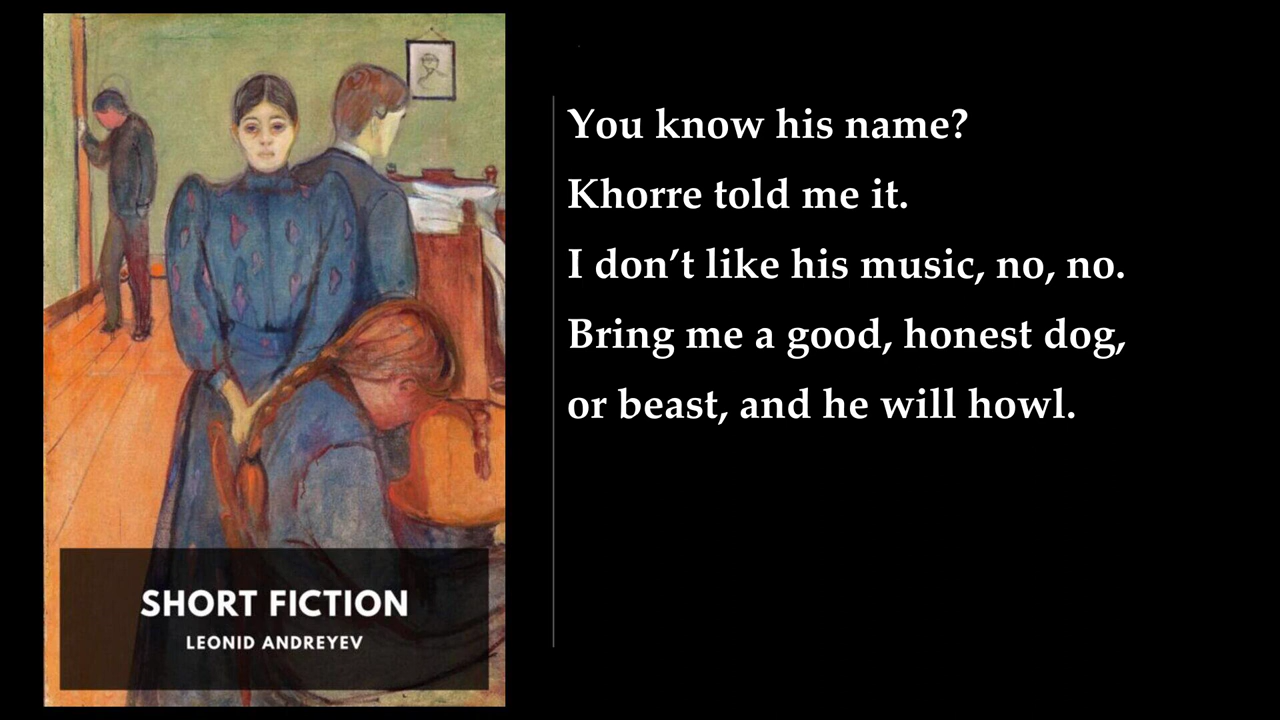 You know his name?
Khorre told me it.
I don’t like his music, no, no.
Bring me a good, honest dog,
or beast, and he will howl.
SHORT FICTION
LEONID ANDREYEV